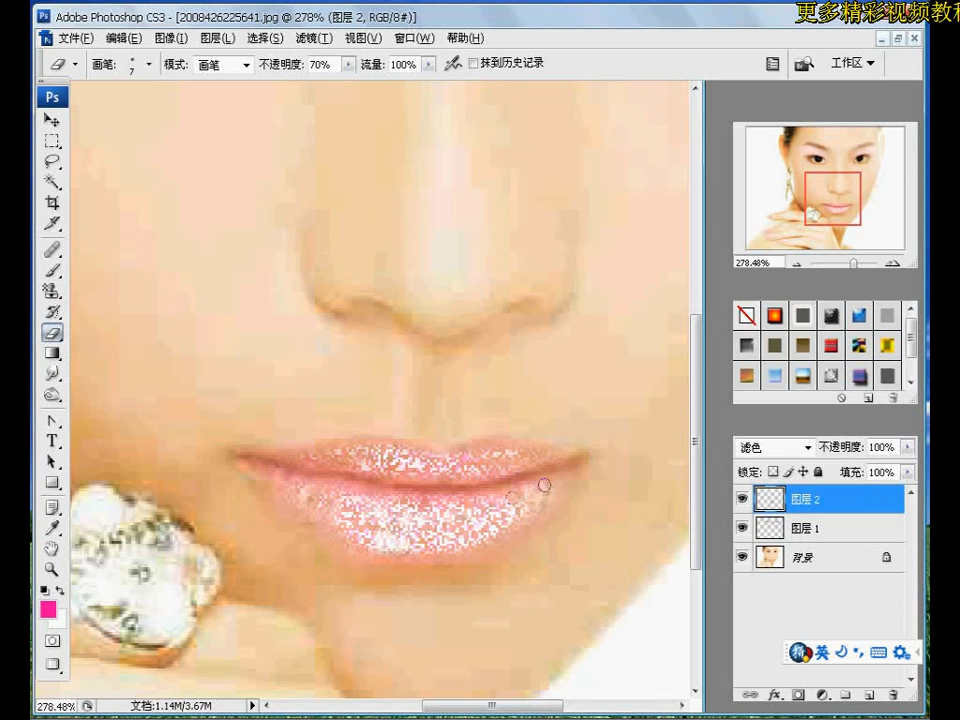 更多精彩视频教程
Adobe Photoshop CS3 - [2008426225641.jpg @ 278% (图层 2, RGB/8#)]
文件(F) 编辑(E) 图像(I) 图层(L) 选择(S) 滤镜(T) 视图(V) 窗口(W) 帮助(H)
画笔: 7 模式: 画笔 不透明度: 70% 流量: 100% 抹到历史记录 工作区
Ps
278.48%
滤色 不透明度: 100%
锁定: 填充: 100%
图层 2
图层 1
背景
英
278.48% 文档:1.14M/3.67M
fx